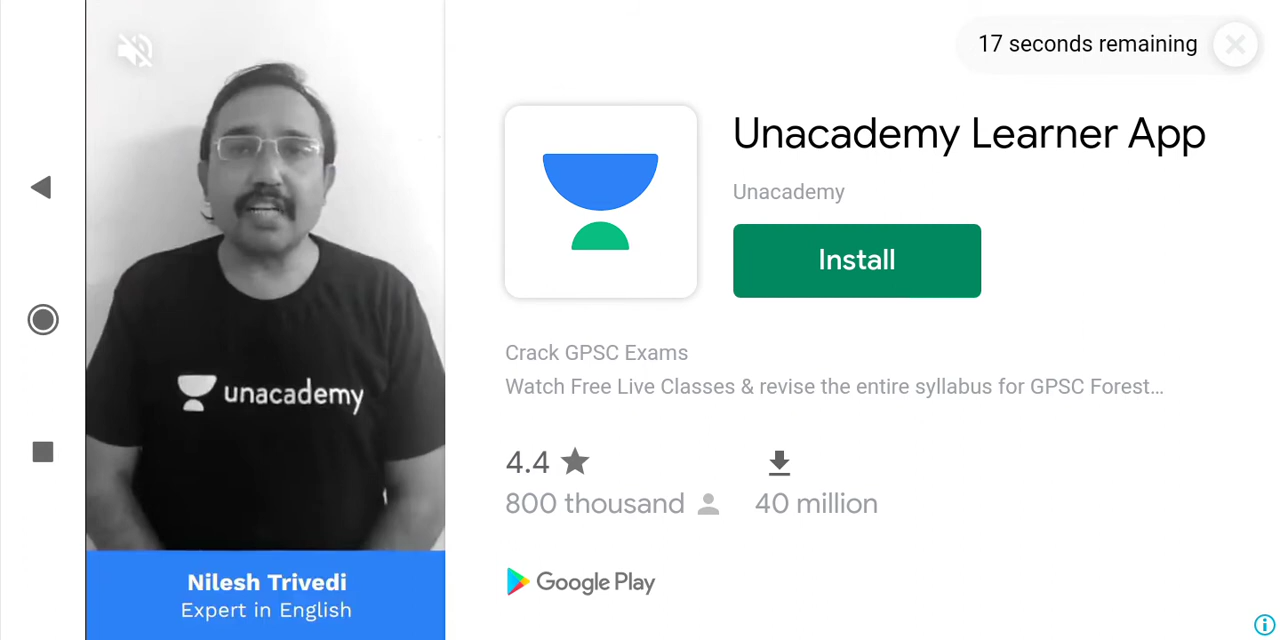 17 seconds remaining
Unacademy Learner App
Unacademy
Install
unacademy
Crack GPSC Exams
Watch Free Live Classes & revise the entire syllabus for GPSC Forest...
4.4
800 thousand
40 million
Google Play
Nilesh Trivedi
Expert in English